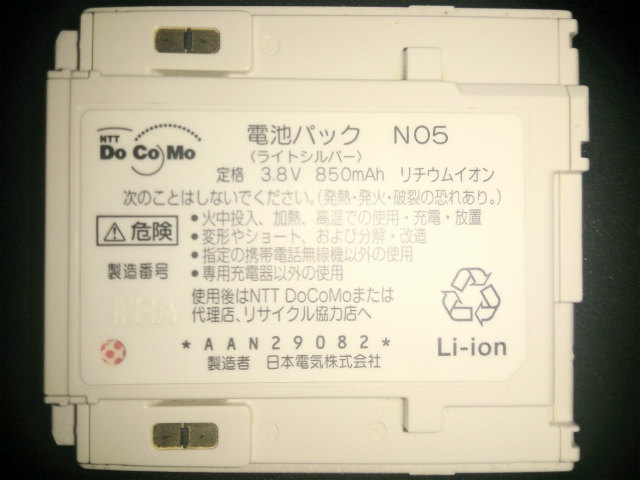 NTT
DoCoMo
電池パック N05
(ライトシルバー)
定格 3.8V 850mAh リチウムイオン
次のことはしないでください。(発熱・発火・破裂の恐れあり。)
危険
・火中投入、加熱、高温での使用・充電・放置
・変形やショート、および分解・改造
・指定の携帯電話無線機以外の使用
・専用充電器以外の使用
製造番号
使用後はNTT DoCoMoまたは
代理店、リサイクル協力店へ
MHA
*AAN29082*
製造者 日本電気株式会社
Li-ion